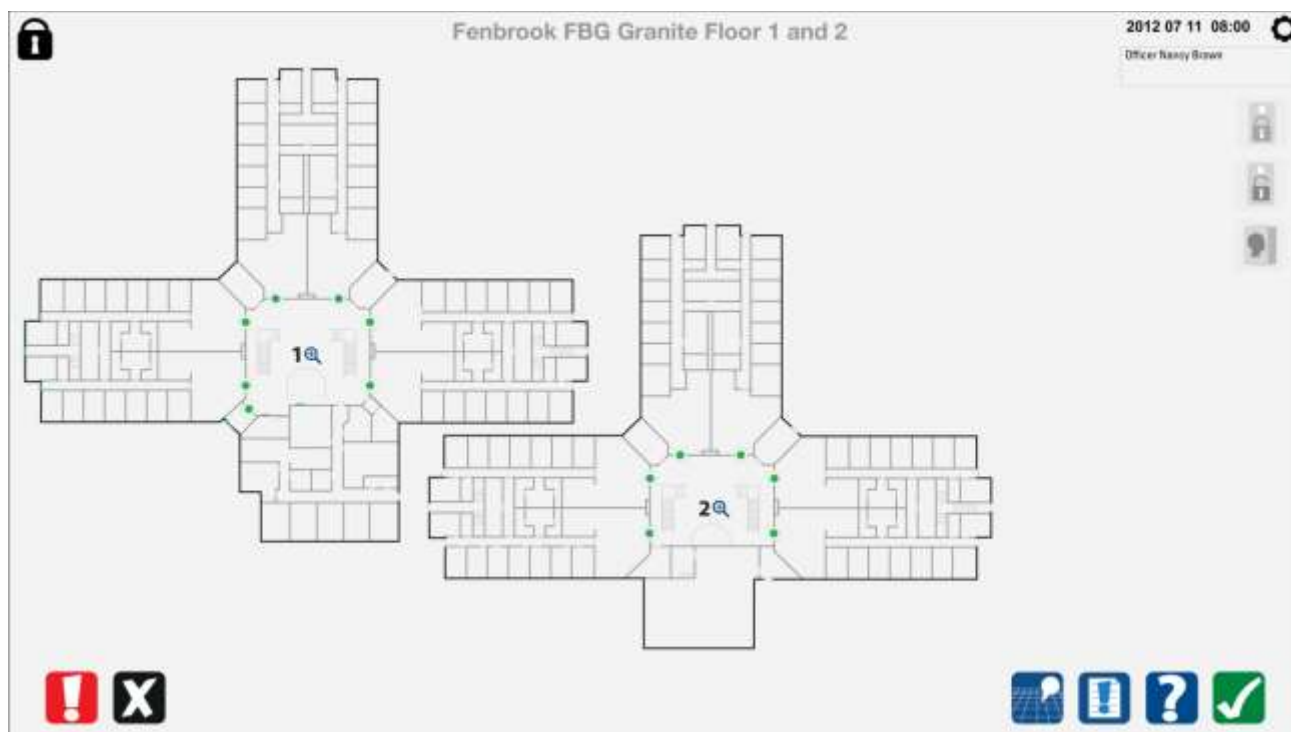 Fenbrook FBG Granite Floor 1 and 2
2012 07 11 08:00
Officer Nancy Brown
1
2